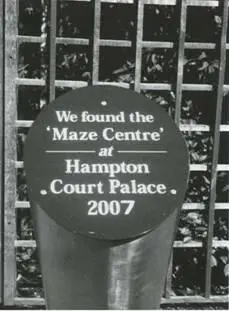 We found the
'Maze Centre'
at
Hampton
Court Palace
2007